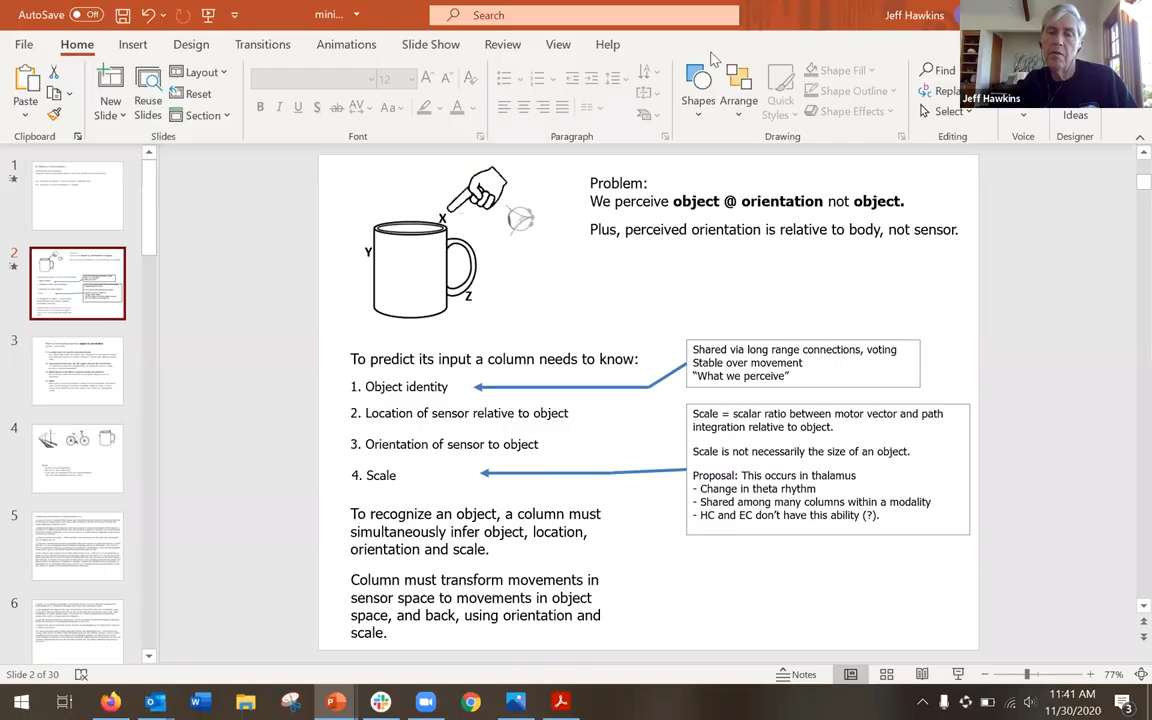 AutoSave Off
mini...
Search
Jeff Hawkins
File Home Insert Design Transitions Animations Slide Show Review View Help
Paste
New
Slide
Reuse
Slides
Layout
Reset
Section
12
Shapes
Arrange
Quick
Styles
Shape Fill
Shape Outline
Shape Effects
Find
Select
Jeff Hawkins
Clipboard Slides Font Paragraph Drawing Editing Voice
Ideas
Designer
1
2
3
4
5
6
X
Y
Z
Problem:
We perceive object @ orientation not object.
Plus, perceived orientation is relative to body, not sensor.
To predict its input a column needs to know:
1. Object identity
2. Location of sensor relative to object
3. Orientation of sensor to object
4. Scale
To recognize an object, a column must
simultaneously infer object, location,
orientation and scale.
Column must transform movements in
sensor space to movements in object
space, and back, using orientation and
scale.
Shared via long range connections, voting
Stable over movement
“What we perceive”
Scale = scalar ratio between motor vector and path
integration relative to object.
Scale is not necessarily the size of an object.
Proposal: This occurs in thalamus
- Change in theta rhythm
- Shared among many columns within a modality
- HC and EC don’t have this ability (?).
Slide 2 of 30
Notes
77%
11:41 AM
11/30/2020
3